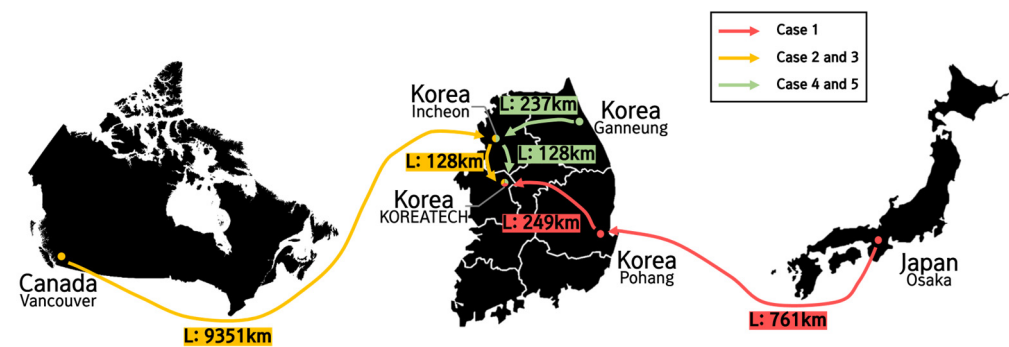 Case 1
Case 2 and 3
Case 4 and 5
Korea
Incheon
L: 237km
Korea
Ganneung
L: 128km
L: 128km
Korea
KOREATECH
L: 249km
Korea
Pohang
Canada
Vancouver
L: 9351km
Japan
Osaka
L: 761km